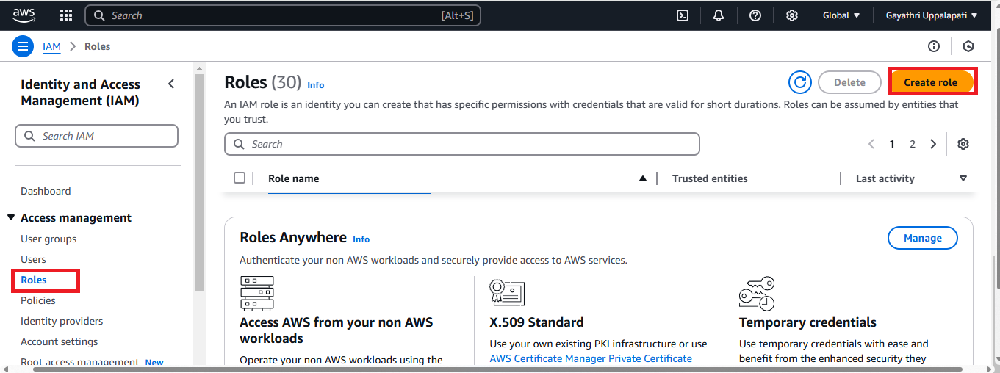 aws
Search
[Alt+S]
Global
Gayathri Uppalapati
IAM
Roles
Identity and Access
Management (IAM)
Search IAM
Dashboard
Access management
User groups
Users
Roles
Policies
Identity providers
Account settings
Root access management New
Roles (30) Info
Delete
Create role
An IAM role is an identity you can create that has specific permissions with credentials that are valid for short durations. Roles can be assumed by entities that
you trust.
Search
1
2
Role name
Trusted entities
Last activity
Roles Anywhere Info
Manage
Authenticate your non AWS workloads and securely provide access to AWS services.
Access AWS from your non AWS
workloads
Operate your non AWS workloads using the
X.509 Standard
Use your own existing PKI infrastructure or use
AWS Certificate Manager Private Certificate
Temporary credentials
Use temporary credentials with ease and
benefit from the enhanced security they